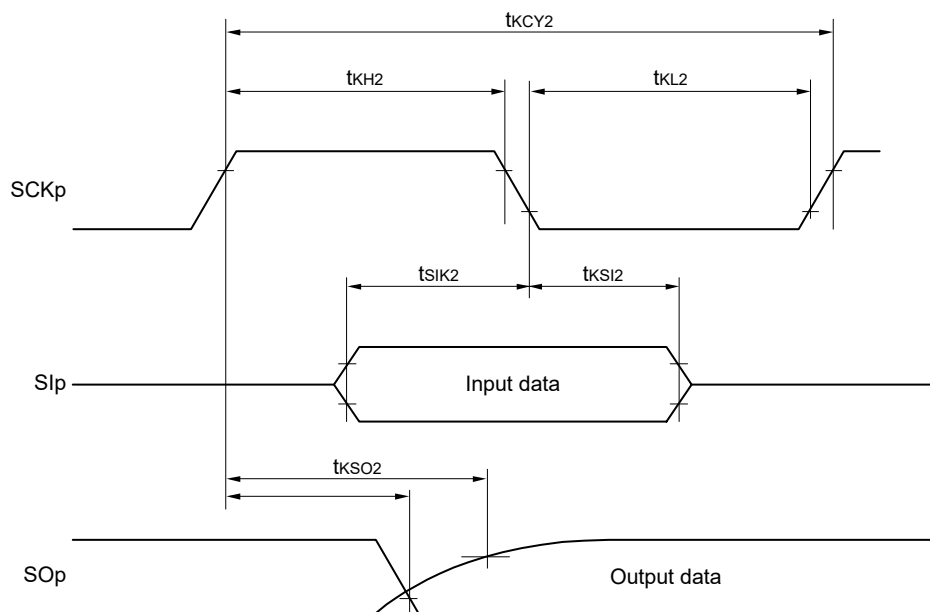 tKCY2
tKH2
tKL2
SCKp
tSIK2
tKSI2
SIp
Input data
tKSO2
SOp
Output data